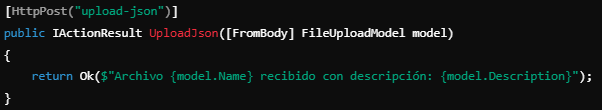 [HttpPost("upload-json")]
public IActionResult UploadJson([FromBody] FileUploadModel model)
{
    return Ok($"Archivo {model.Name} recibido con descripción: {model.Description}");
}